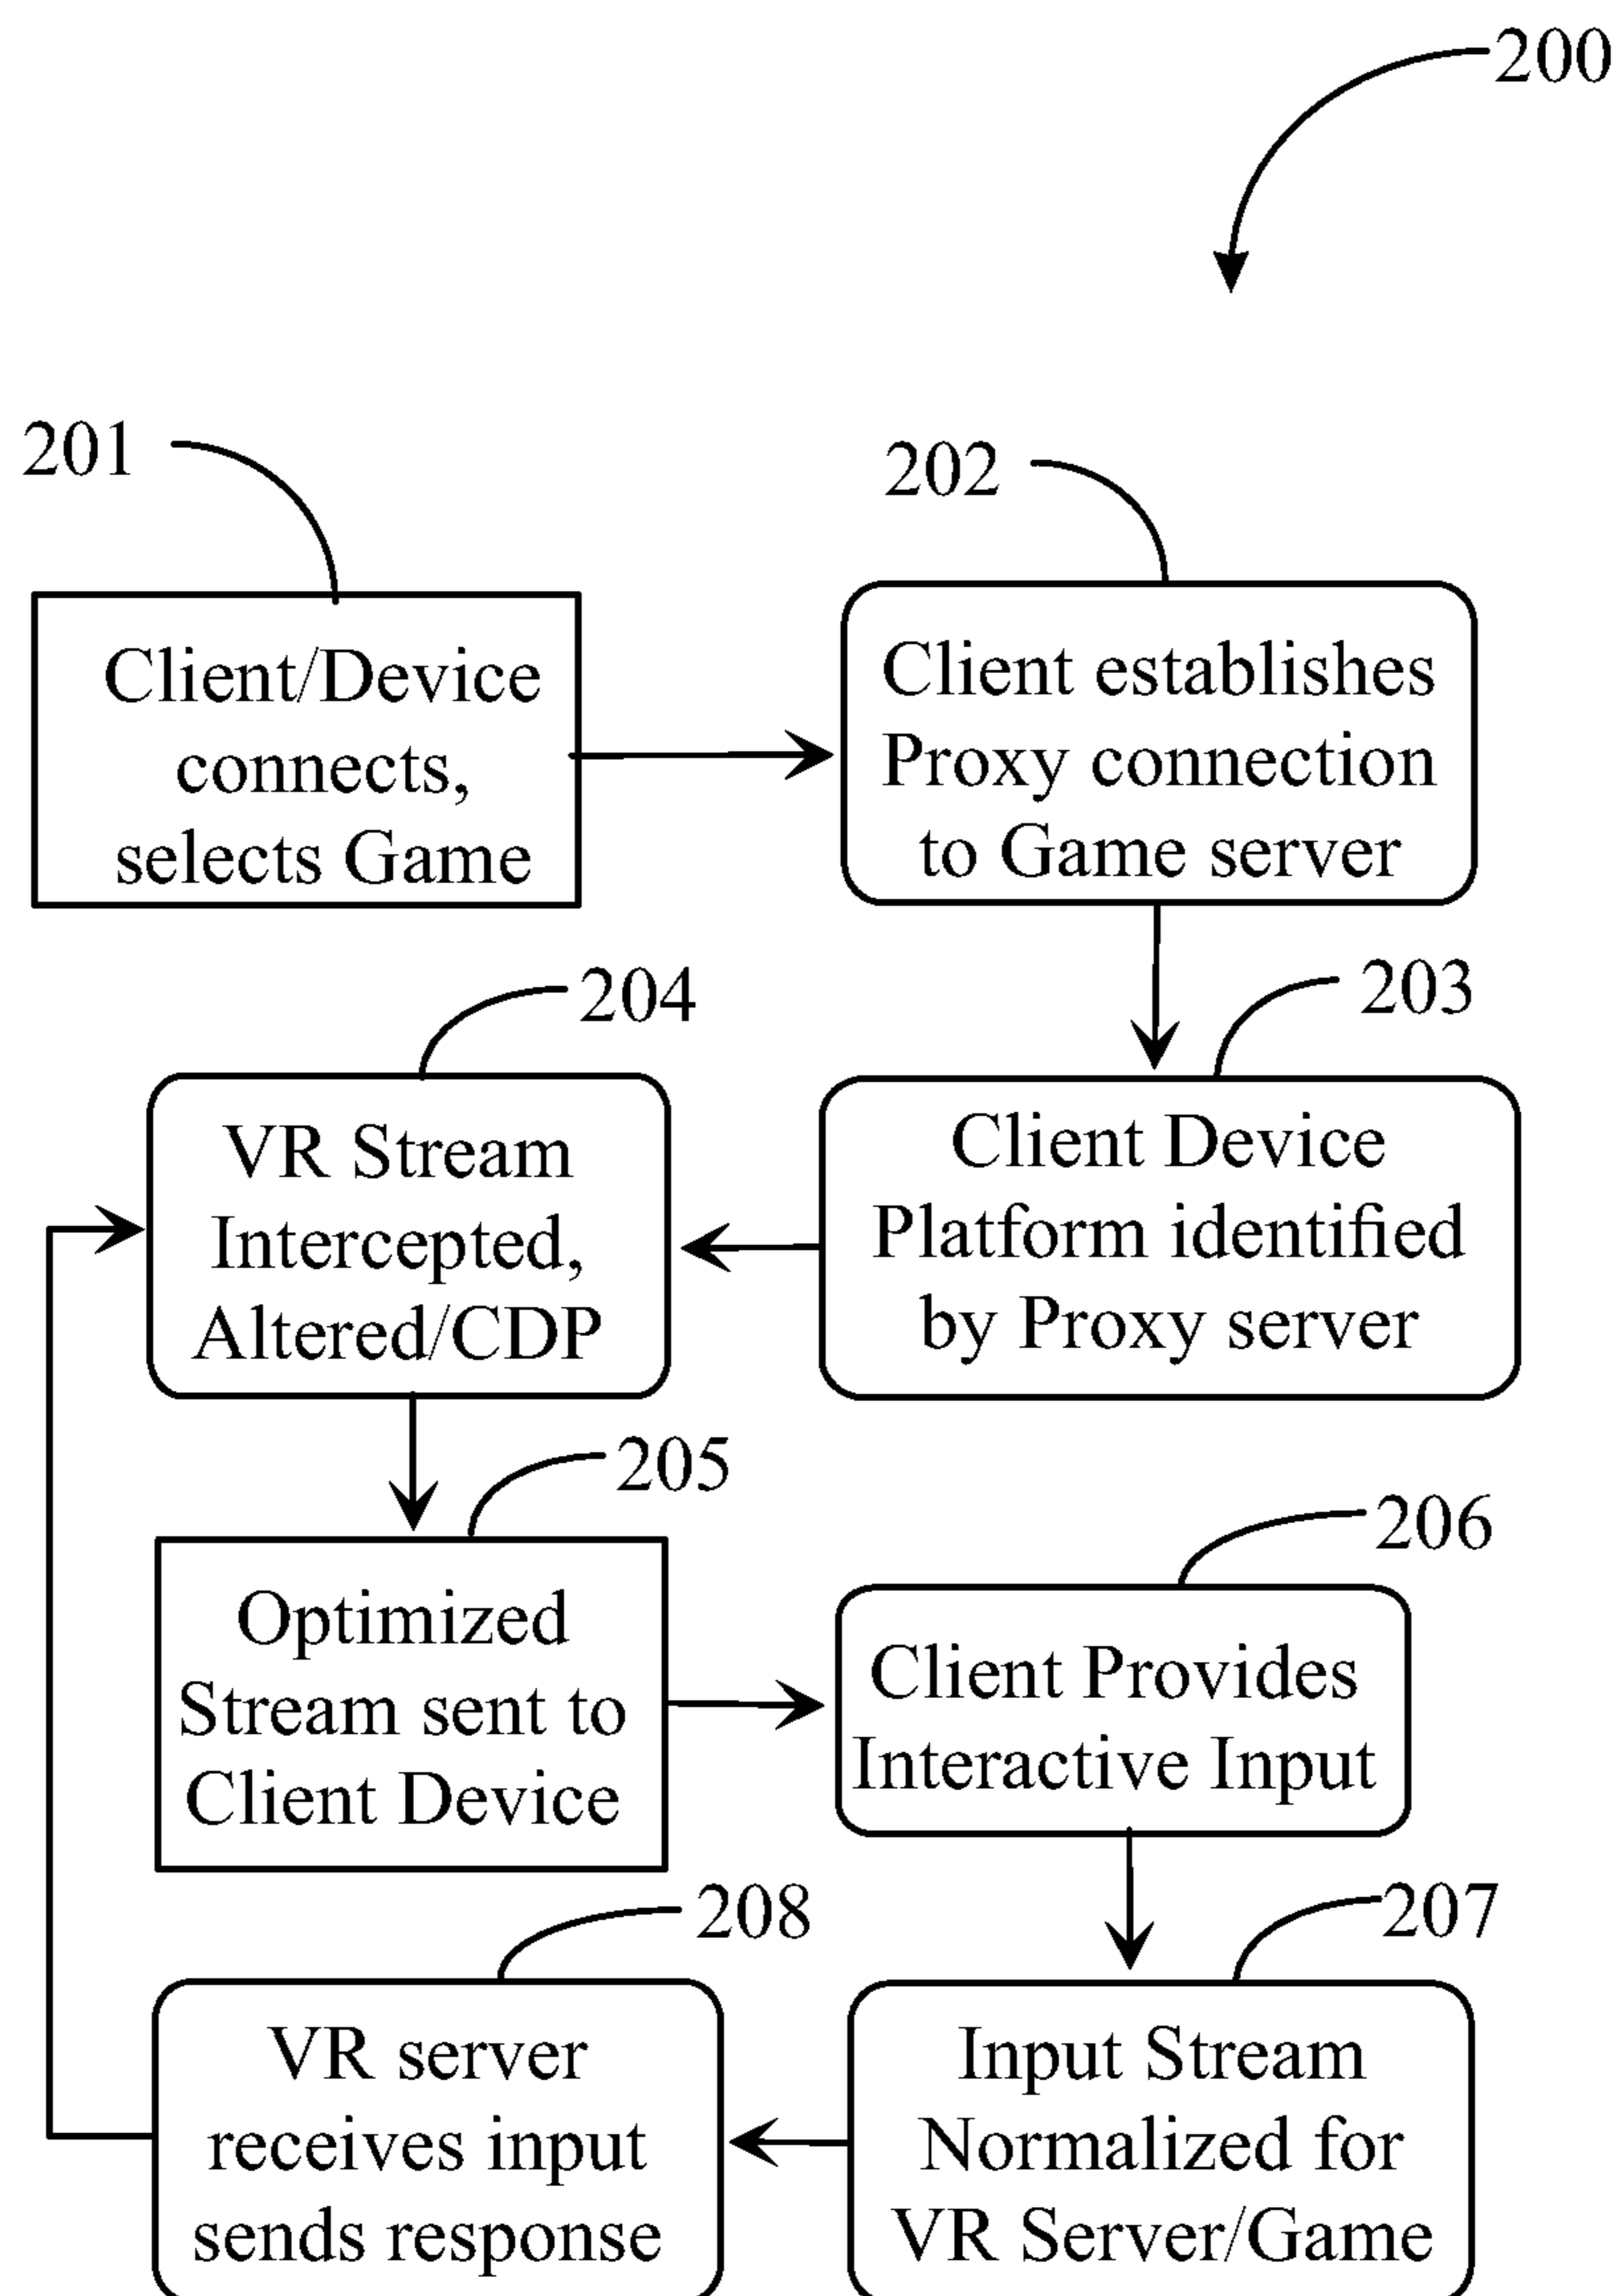 200
201
Client/Device
connects,
selects Game
202
Client establishes
Proxy connection
to Game server
203
Client Device
Platform identified
by Proxy server
204
VR Stream
Intercepted,
Altered/CDP
205
Optimized
Stream sent to
Client Device
206
Client Provides
Interactive Input
207
Input Stream
Normalized for
VR Server/Game
208
VR server
receives input
sends response